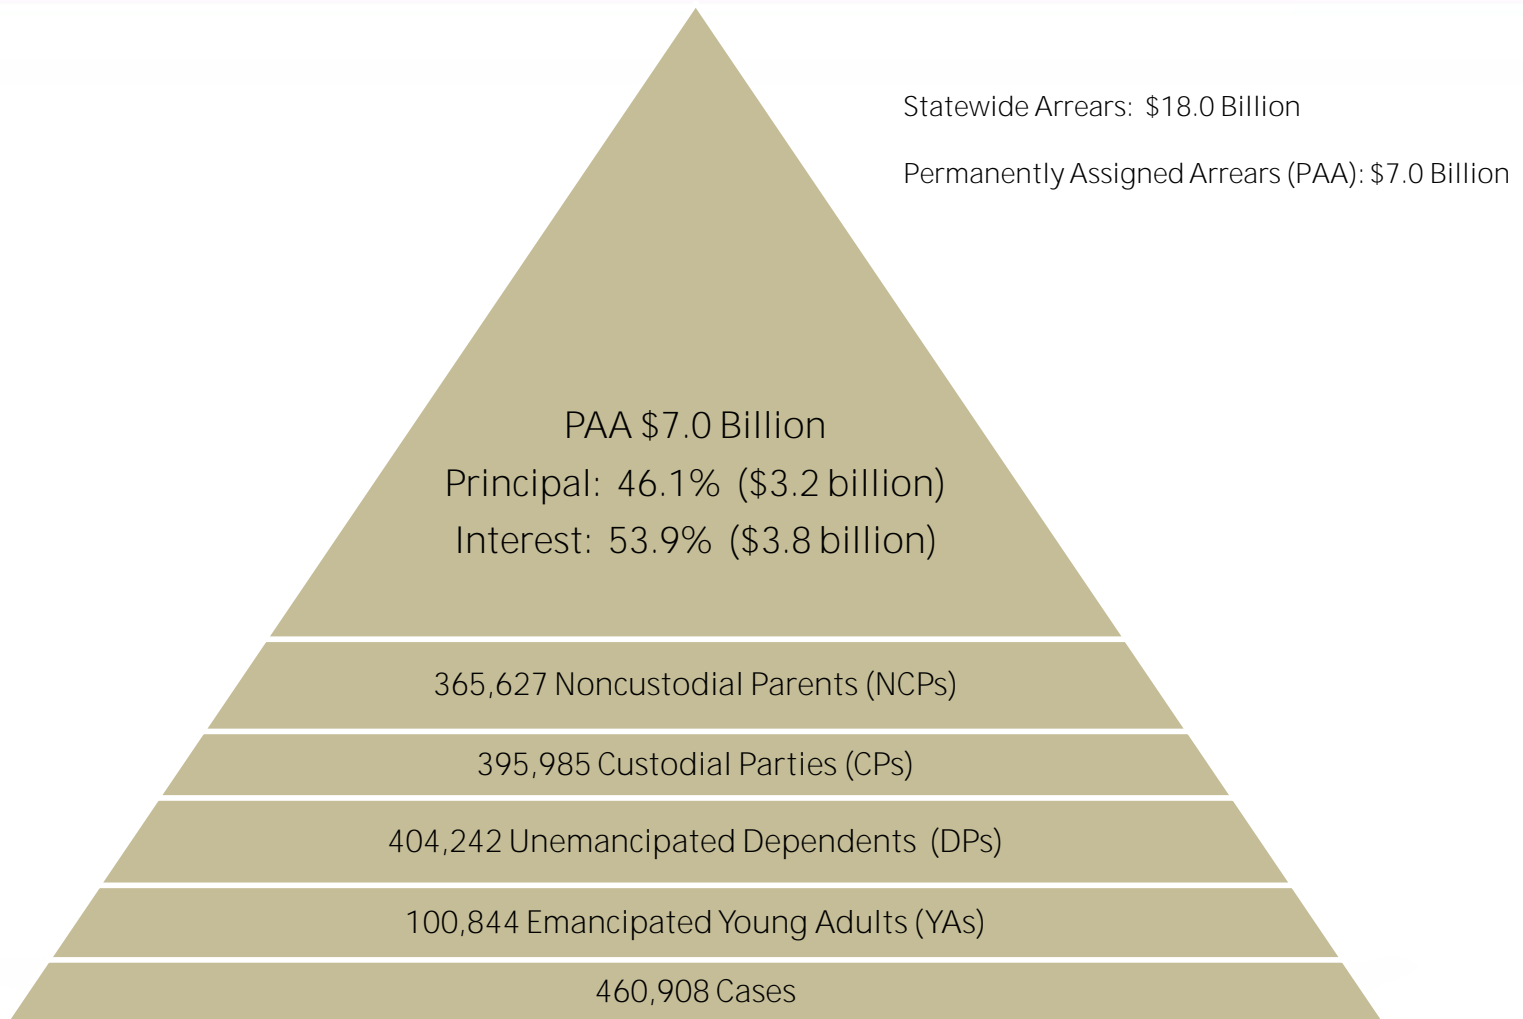 Statewide Arrears: $18.0 Billion
Permanently Assigned Arrears (PAA): $7.0 Billion
PAA $7.0 Billion
Principal: 46.1% ($3.2 billion)
Interest: 53.9% ($3.8 billion)
365,627 Noncustodial Parents (NCPs)
395,985 Custodial Parties (CPs)
404,242 Unemancipated Dependents (DPs)
100,844 Emancipated Young Adults (YAs)
460,908 Cases